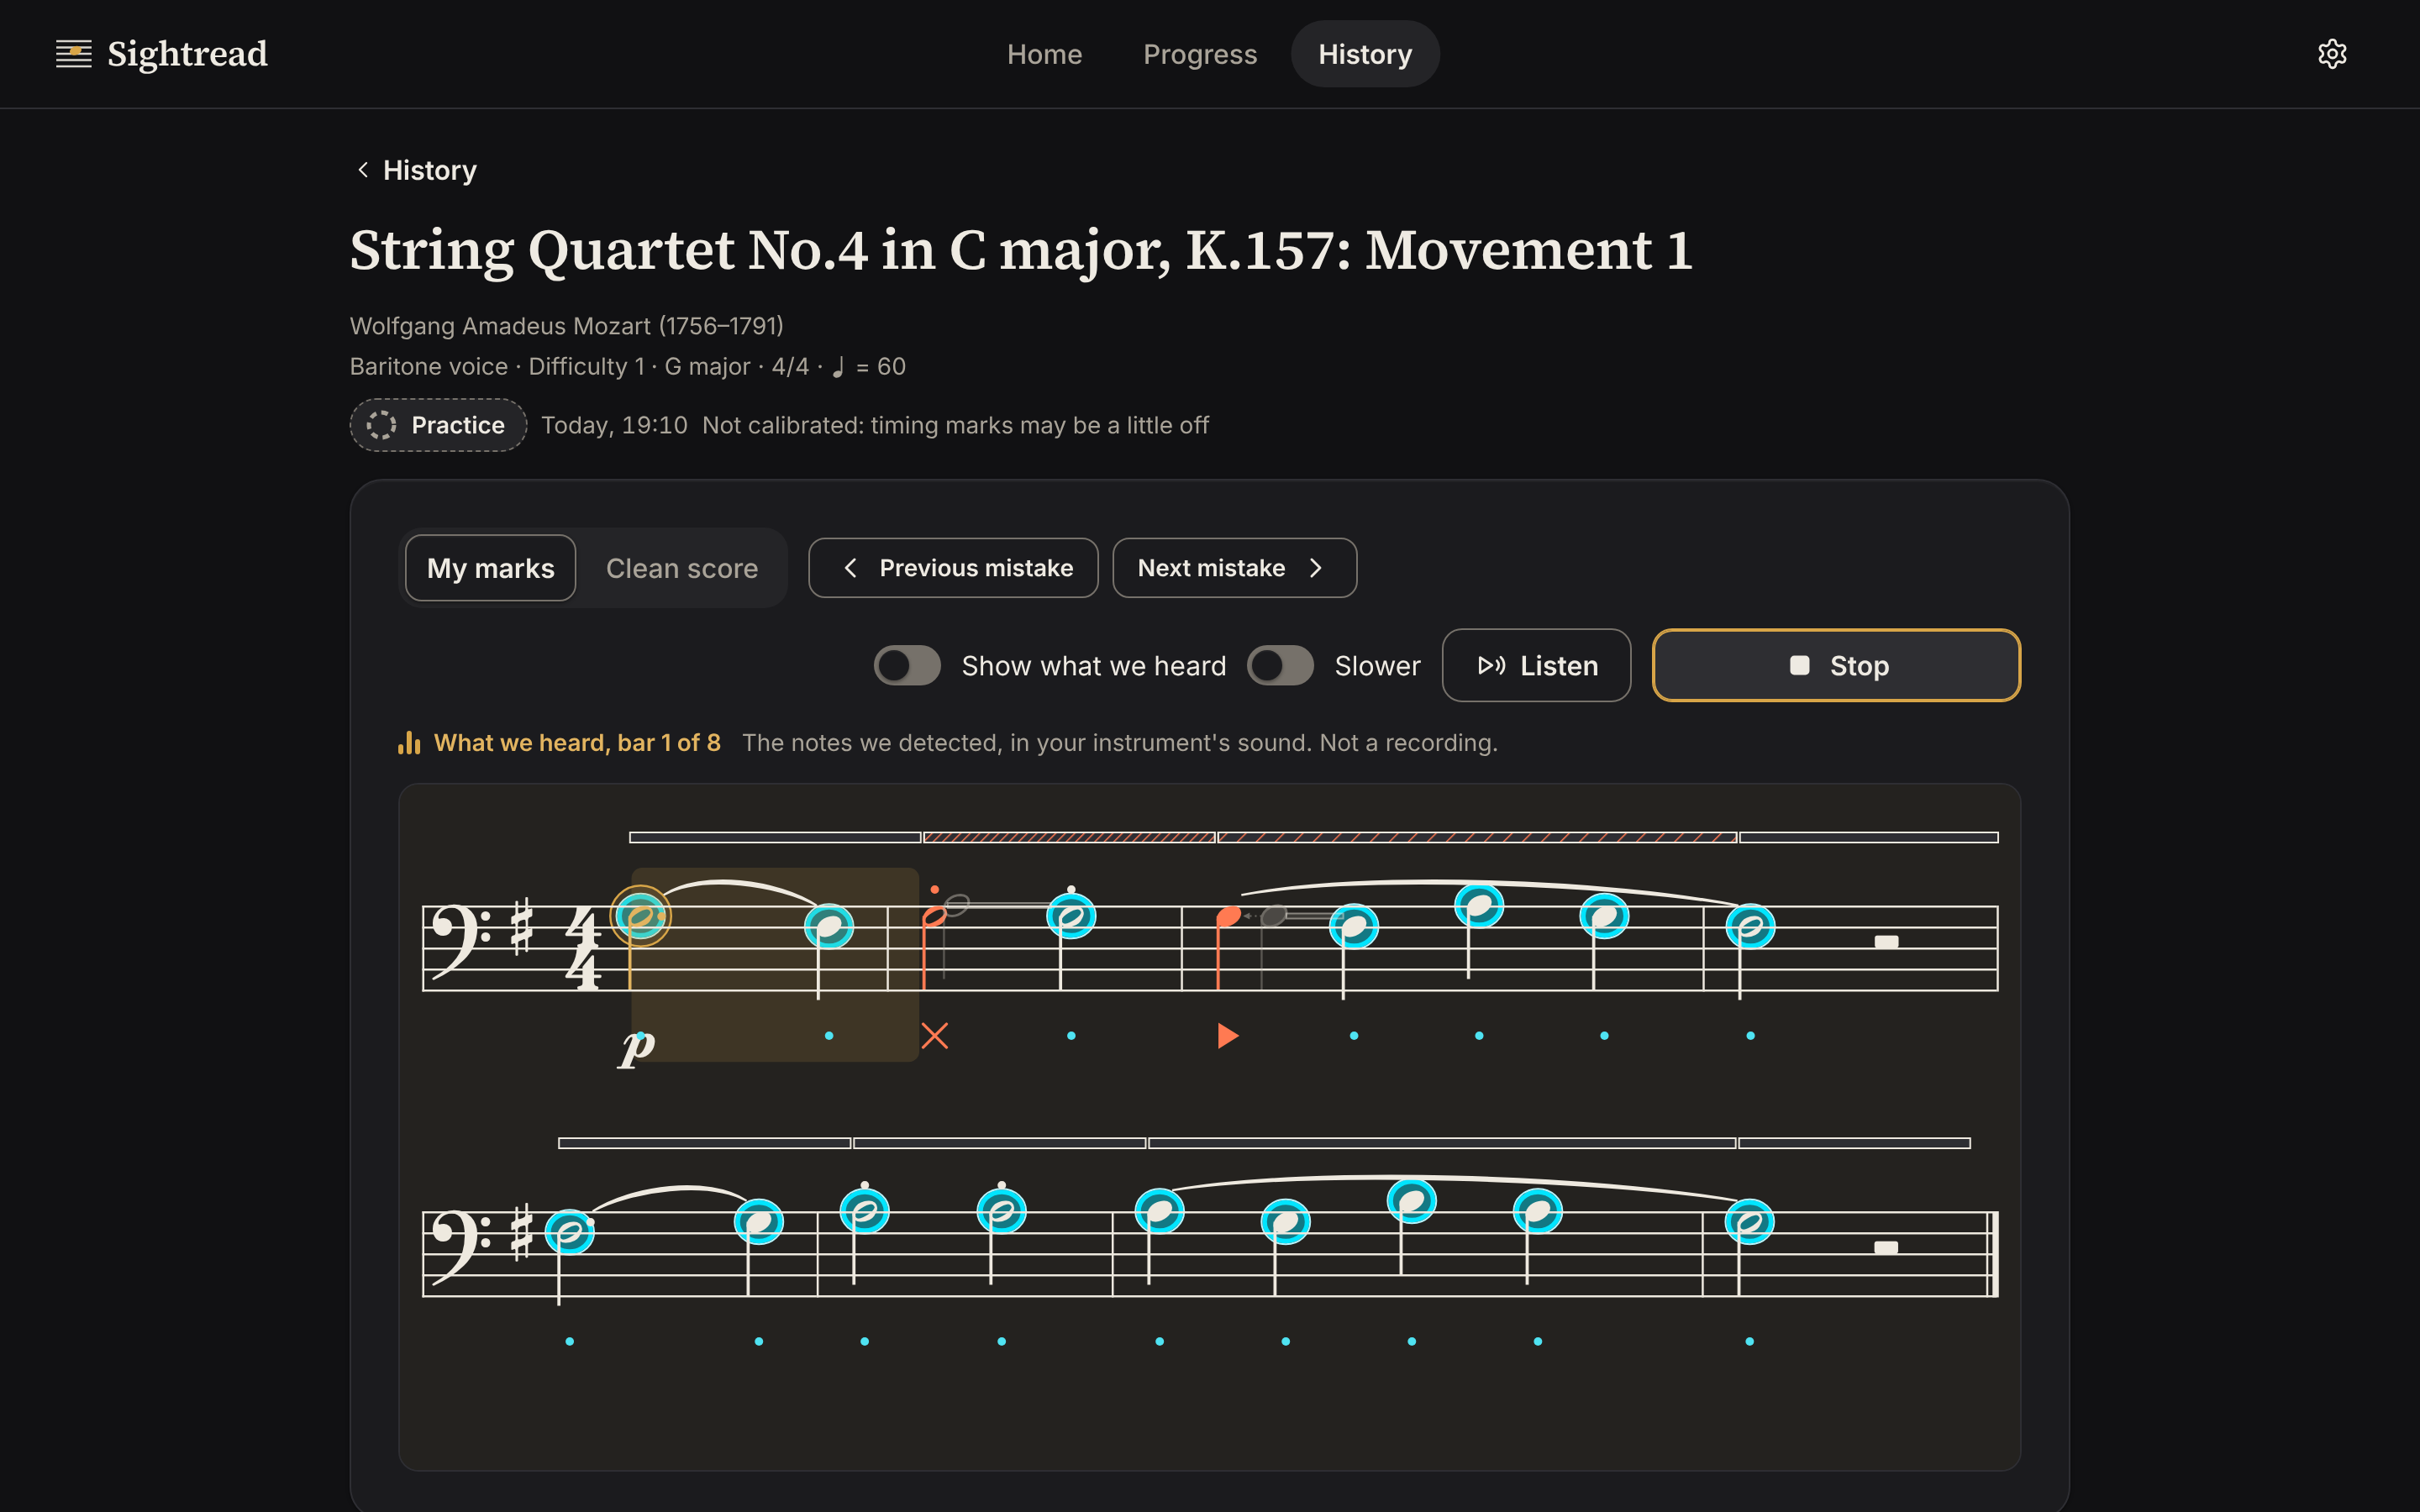 Sightread
Home Progress History
History
String Quartet No.4 in C major, K.157: Movement 1
Wolfgang Amadeus Mozart (1756–1791)
Baritone voice · Difficulty 1 · G major · 4/4 · ♩ = 60
Practice Today, 19:10 Not calibrated: timing marks may be a little off
My marks Clean score Previous mistake Next mistake
Show what we heard Slower Listen Stop
What we heard, bar 1 of 8 The notes we detected, in your instrument's sound. Not a recording.
4
4
p